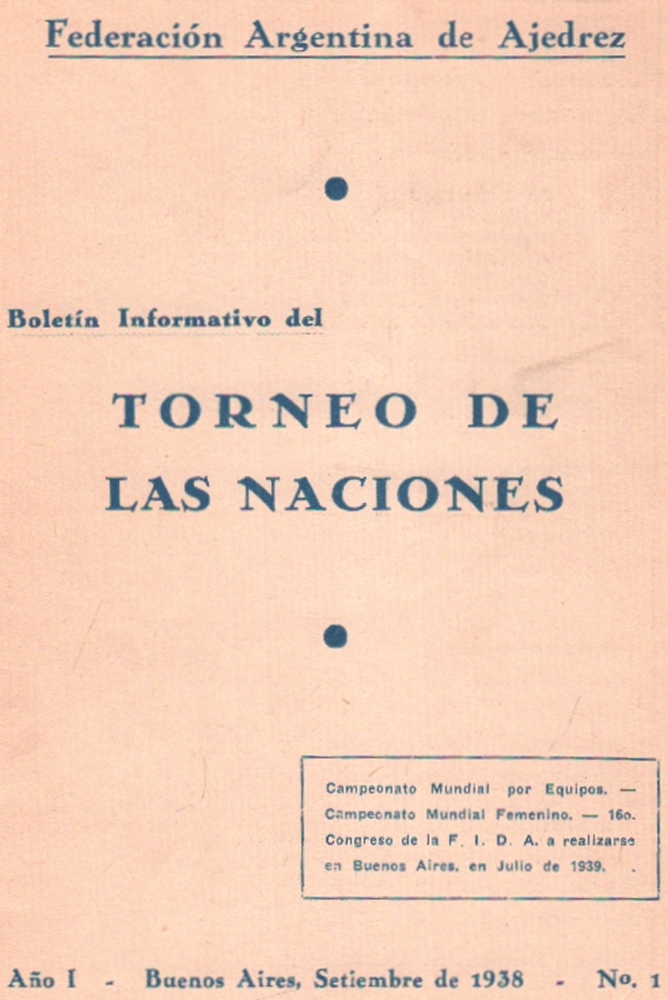 Federación Argentina de Ajedrez
Boletín Informativo del
TORNEO DE
LAS NACIONES
Campeonato Mundial por Equipos. —
Campeonato Mundial Femenino. — 16o.
Congreso de la F. I. D. A. a realizarse
en Buenos Aires, en Julio de 1939.
Año I - Buenos Aires, Setiembre de 1938 - No. 1